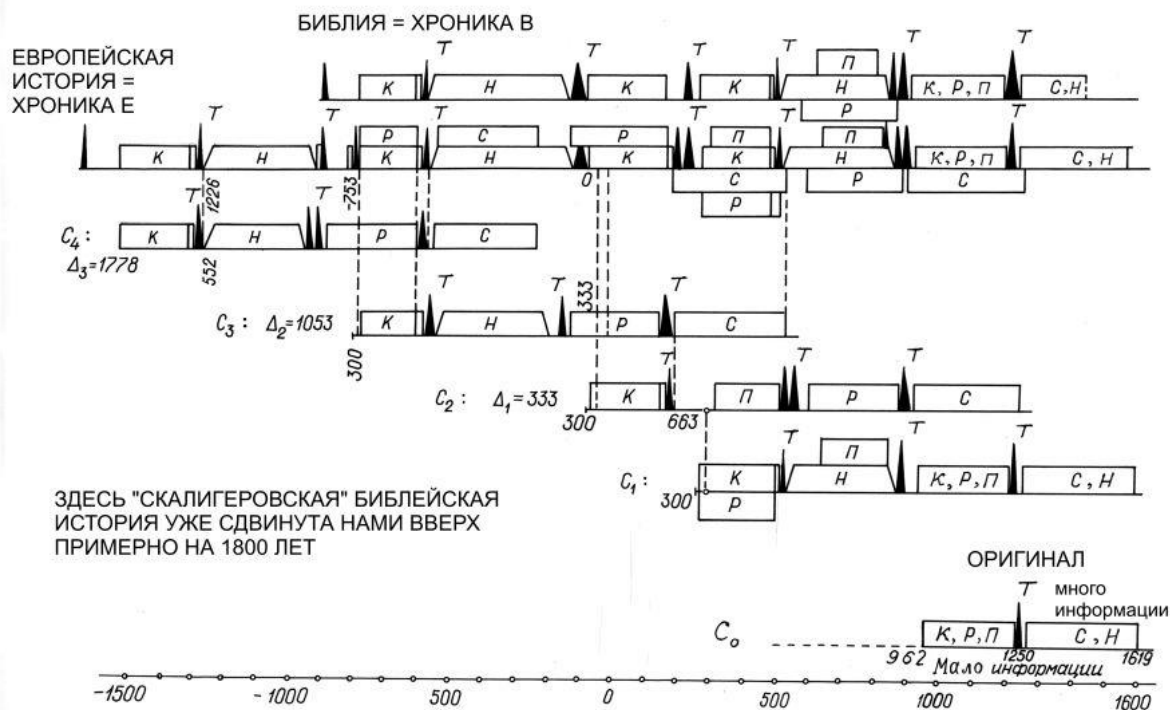 БИБЛИЯ = ХРОНИКА В
ЕВРОПЕЙСКАЯ
ИСТОРИЯ =
ХРОНИКА Е
Т Т Т Т Т Т
К Н К К П Н Р К, Р, П С, Н
Т Т Т Т Т Т Т
К Н Р К С Н Р К П К С Р П Н Р К, Р, П С С, Н
1226 -753 0
C₄: К Т Н Т Р С
Δ₃=1778
552
333
C₃: Δ₂=1053 К Т Н Т Р Т С
300
C₂: Δ₁=333 К Т П Т Р Т С
300 663
C₁: 300 К Р Т П Н Т К, Р, П Т С, Н
ЗДЕСЬ "СКАЛИГЕРОВСКАЯ" БИБЛЕЙСКАЯ
ИСТОРИЯ УЖЕ СДВИНУТА НАМИ ВВЕРХ
ПРИМЕРНО НА 1800 ЛЕТ
ОРИГИНАЛ
Т много
информации
C₀ К, Р, П С, Н
962 1250 1619
Мало информации
-1500 -1000 -500 0 500 1000 1600